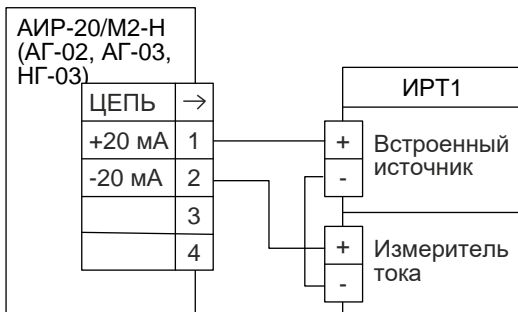 АИР-20/М2-Н
(АГ-02, АГ-03,
НГ-03)
ЦЕПЬ →
+20 мА 1
-20 мА 2
3
4
ИРТ1
+ Встроенный
- источник
+ Измеритель
- тока